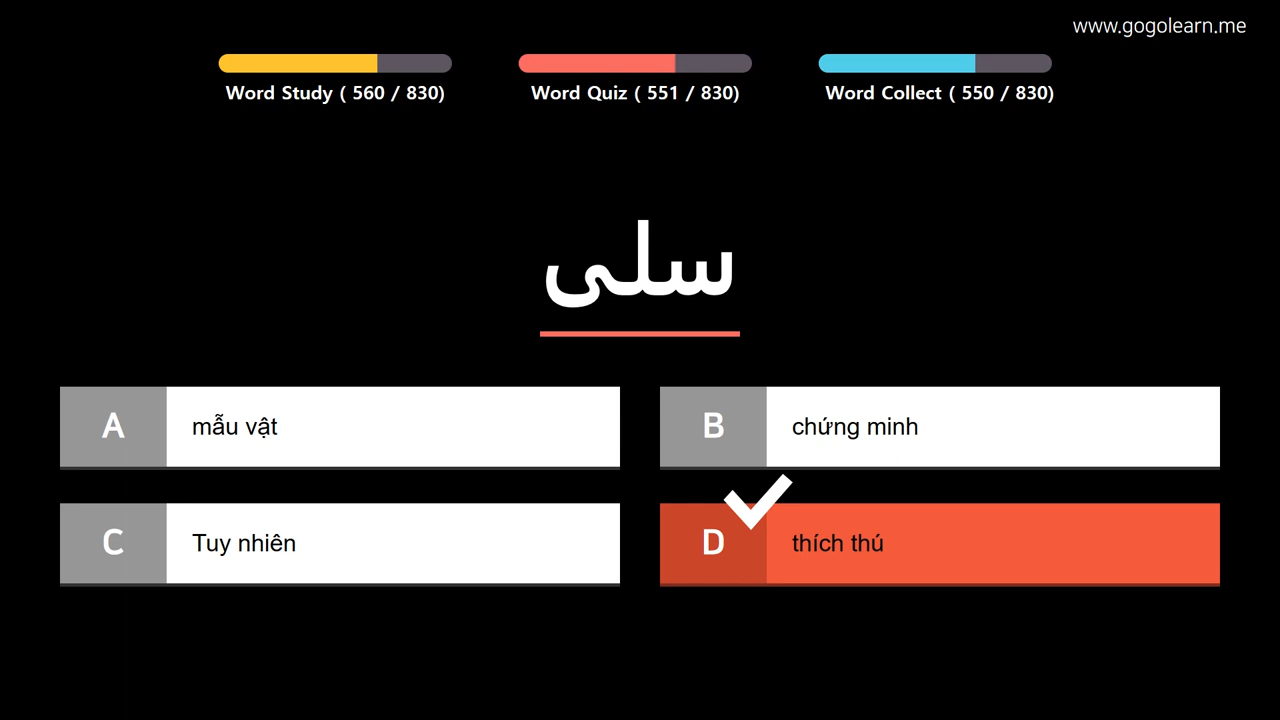 www.gogolearn.me
Word Study ( 560 / 830)
Word Quiz ( 551 / 830)
Word Collect ( 550 / 830)
سلى
A
mẫu vật
B
chứng minh
C
Tuy nhiên
D
thích thú